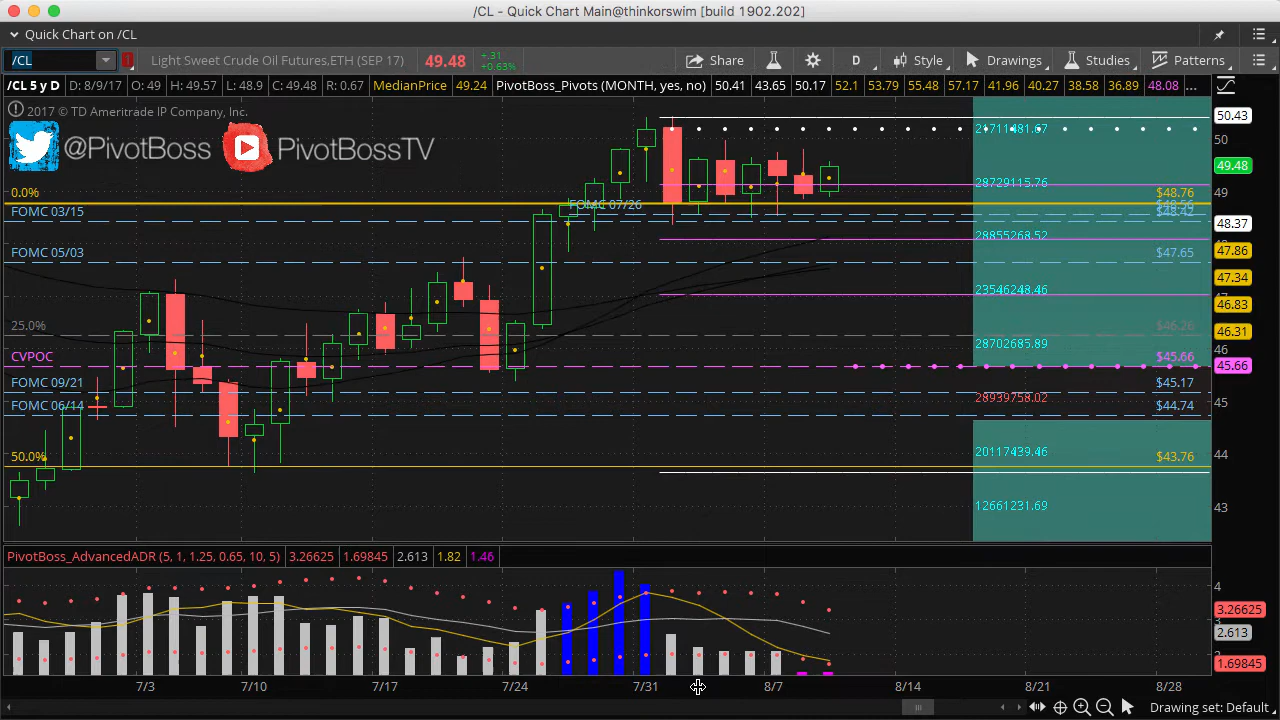 /CL - Quick Chart Main@thinkorswim [build 1902.202]
Quick Chart on /CL
/CL Light Sweet Crude Oil Futures,ETH (SEP 17) 49.48 +.31 +0.63% Share D Style Drawings Studies Patterns
/CL 5 y D D: 8/9/17 O: 49 H: 49.57 L: 48.9 C: 49.48 R: 0.67 MedianPrice 49.24 PivotBoss_Pivots (MONTH, yes, no) 50.41 43.65 50.17 52.1 53.79 55.48 57.17 41.96 40.27 38.58 36.89 48.08 ...
2017 © TD Ameritrade IP Company, Inc.
@PivotBoss PivotBossTV
50.43
21711481.67
50
49.48
28729115.76
0.0% $48.76 49
FOMC 07/26
FOMC 03/15 $48.42
48.37
28855268.52
FOMC 05/03 $47.65 47.86
47.34
23546248.46
46.83
25.0% $46.26 46.31
28702685.89 46
CVPOC $45.66 45.66
FOMC 09/21 $45.17
28939758.02 45
FOMC 06/14 $44.74
20117439.46 44
50.0% $43.76
12661231.69 43
PivotBoss_AdvancedADR (5, 1, 1.25, 0.65, 10, 5) 3.26625 1.69845 2.613 1.82 1.46
4
3.26625
2.613
1.69845
7/3 7/10 7/17 7/24 7/31 8/7 8/14 8/21 8/28
Drawing set: Default